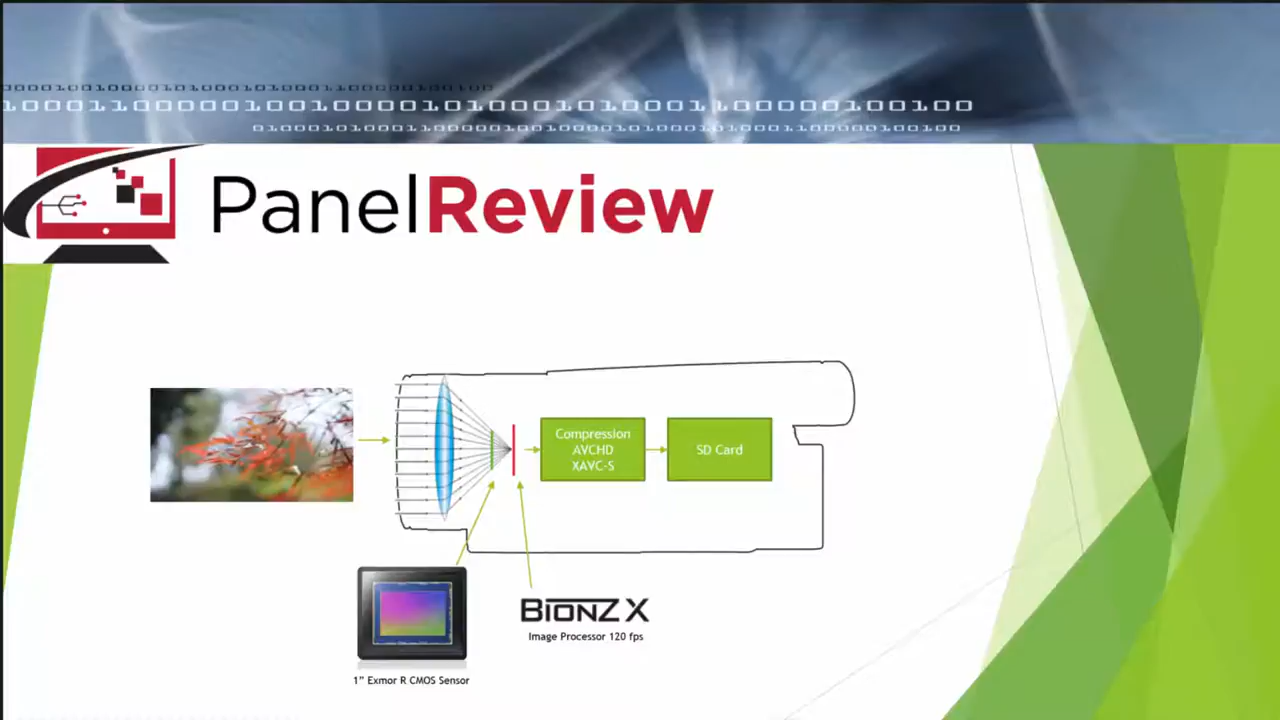 PanelReview
Compression
AVCHD
XAVC-S
SD Card
BIONZ X
Image Processor 120 fps
1" Exmor R CMOS Sensor